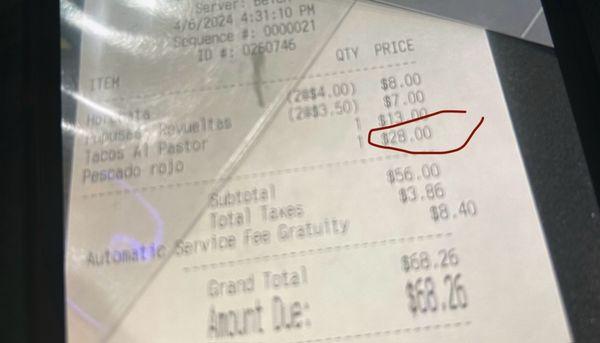 Server:
4/6/2024 4:31:10 PM
Sequence #: 0000021
ID #: 0260746
ITEM QTY PRICE
Horchata (2@$4.00) $8.00
Pupusas Revueltas (2@$3.50) $7.00
Tacos Al Pastor 1 $13.00
Pescado rojo 1 $28.00
Subtotal $56.00
Total Taxes $3.86
Automatic Service Fee Gratuity $8.40
Grand Total $68.26
Amount Due: $68.26